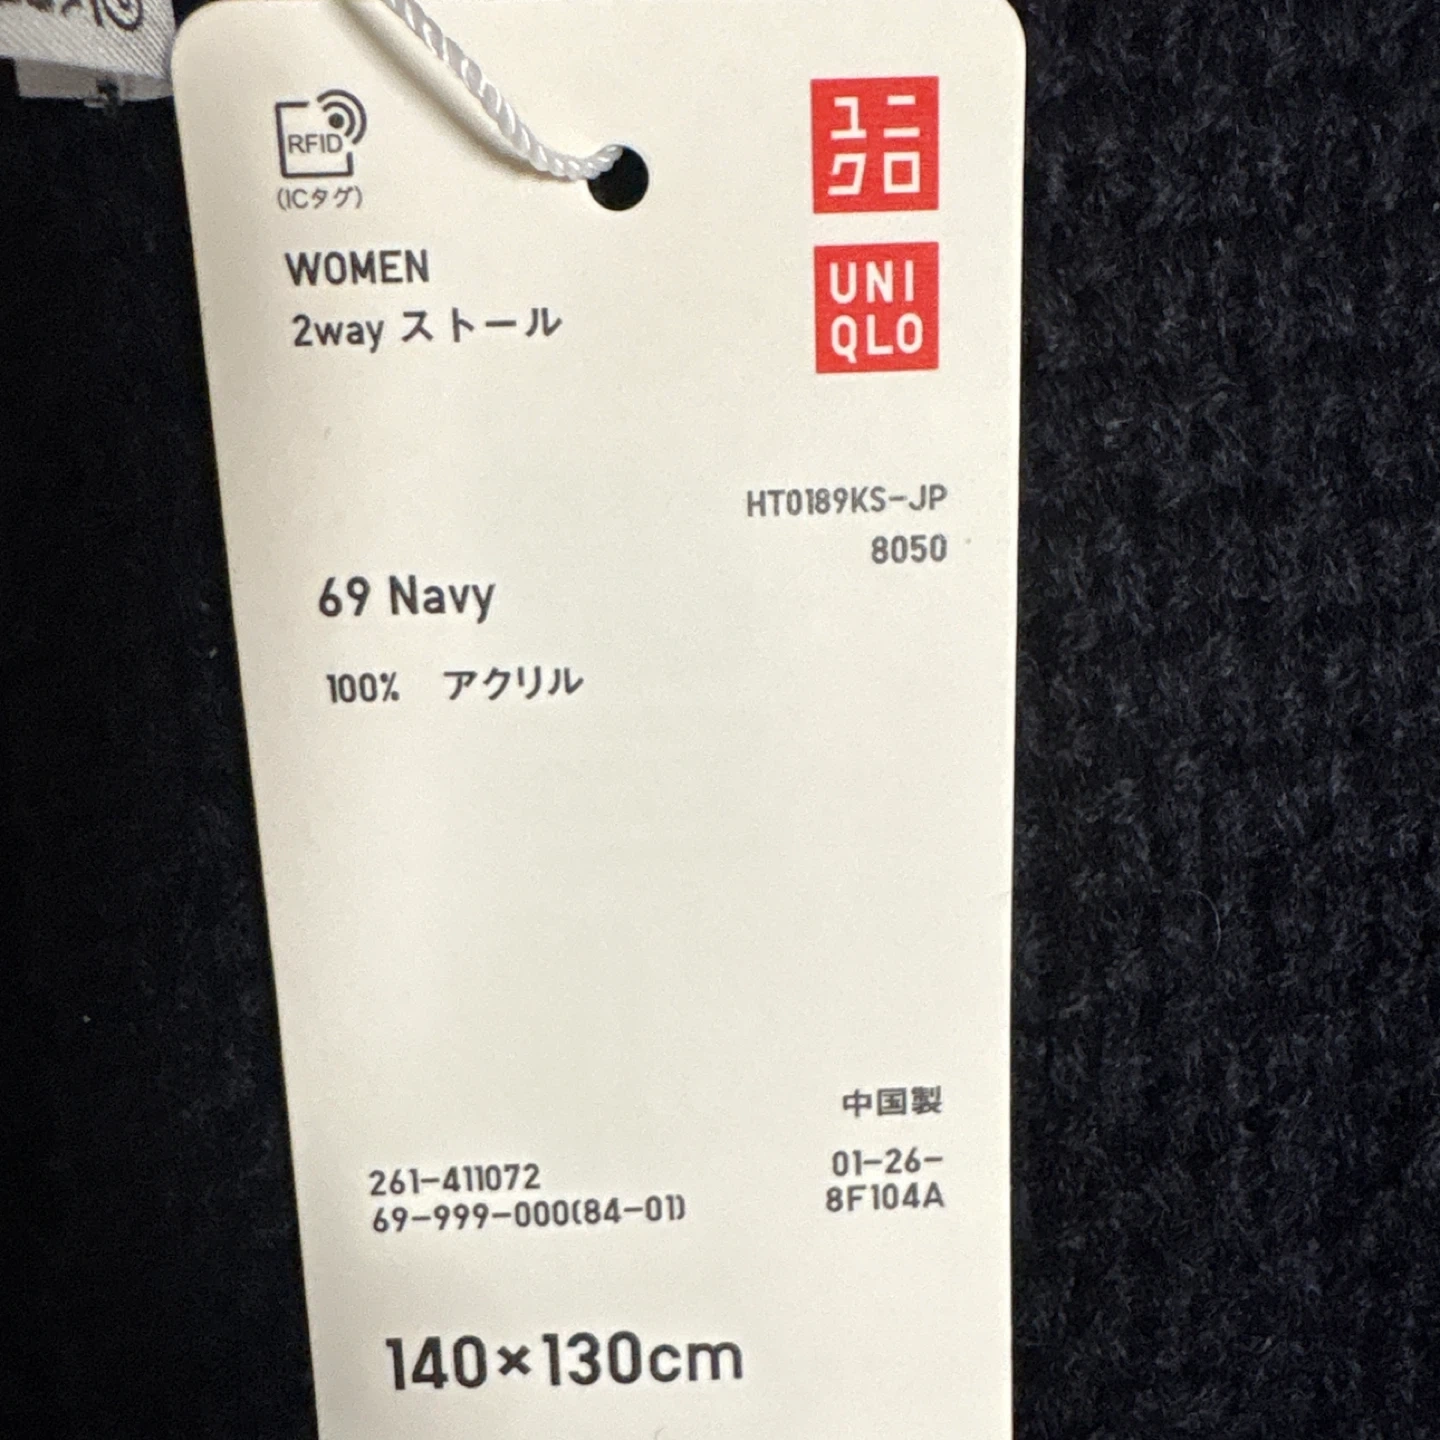 RFID
(ICタグ)
ユニ
クロ
UNI
QLO
WOMEN
2way ストール
HT0189KS-JP
8050
69 Navy
100% アクリル
中国製
261-411072
69-999-000(84-01)
01-26-
8F104A
140×130cm